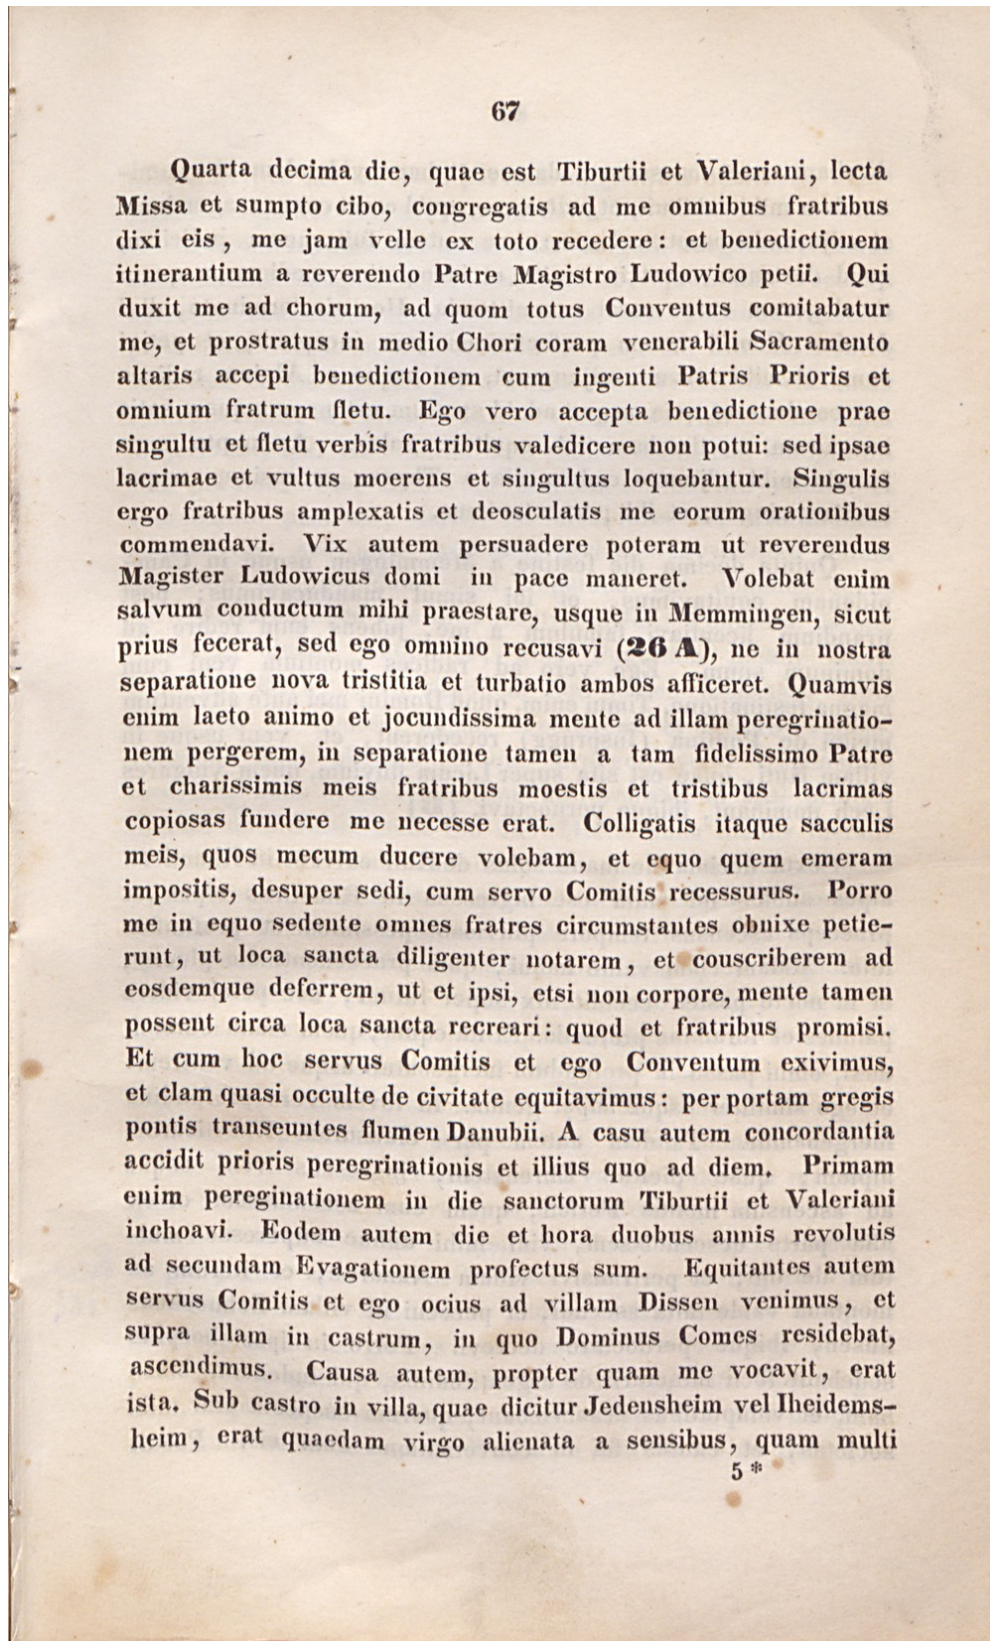 67
Quarta decima die, quae est Tiburtii et Valeriani, lecta
Missa et sumpto cibo, congregatis ad me omnibus fratribus
dixi eis, me jam velle ex toto recedere: et benedictionem
itinerantium a reverendo Patre Magistro Ludowico petii. Qui
duxit me ad chorum, ad quom totus Conventus comitabatur
me, et prostratus in medio Chori coram venerabili Sacramento
altaris accepi benedictionem cum ingenti Patris Prioris et
omnium fratrum fletu. Ego vero accepta benedictione prae
singultu et fletu verbis fratribus valedicere non potui: sed ipsae
lacrimae et vultus moerens et singultus loquebantur. Singulis
ergo fratribus amplexatis et deosculatis me eorum orationibus
commendavi. Vix autem persuadere poteram ut reverendus
Magister Ludowicus domi in pace maneret. Volebat enim
salvum conductum mihi praestare, usque in Memmingen, sicut
prius fecerat, sed ego omnino recusavi (26 A), ne in nostra
separatione nova tristitia et turbatio ambos afficeret. Quamvis
enim laeto animo et jocundissima mente ad illam peregrinatio-
nem pergerem, in separatione tamen a tam fidelissimo Patre
et charissimis meis fratribus moestis et tristibus lacrimas
copiosas fundere me necesse erat. Colligatis itaque sacculis
meis, quos mecum ducere volebam, et equo quem emeram
impositis, desuper sedi, cum servo Comitis recessurus. Porro
me in equo sedente omnes fratres circumstantes obnixe petie-
runt, ut loca sancta diligenter notarem, et couscriberem ad
eosdemque deferrem, ut et ipsi, etsi non corpore, mente tamen
possent circa loca sancta recreari: quod et fratribus promisi.
Et cum hoc servus Comitis et ego Conventum exivimus,
et clam quasi occulte de civitate equitavimus: per portam gregis
pontis transeuntes flumen Danubii. A casu autem concordantia
accidit prioris peregrinationis et illius quo ad diem. Primam
enim pereginationem in die sanctorum Tiburtii et Valeriani
inchoavi. Eodem autem die et hora duobus annis revolutis
ad secundam Evagationem profectus sum. Equitantes autem
servus Comitis et ego ocius ad villam Dissen venimus, et
supra illam in castrum, in quo Dominus Comes residebat,
ascendimus. Causa autem, propter quam me vocavit, erat
ista. Sub castro in villa, quae dicitur Jedensheim vel Iheidems-
heim, erat quaedam virgo alienata a sensibus, quam multi
5 *